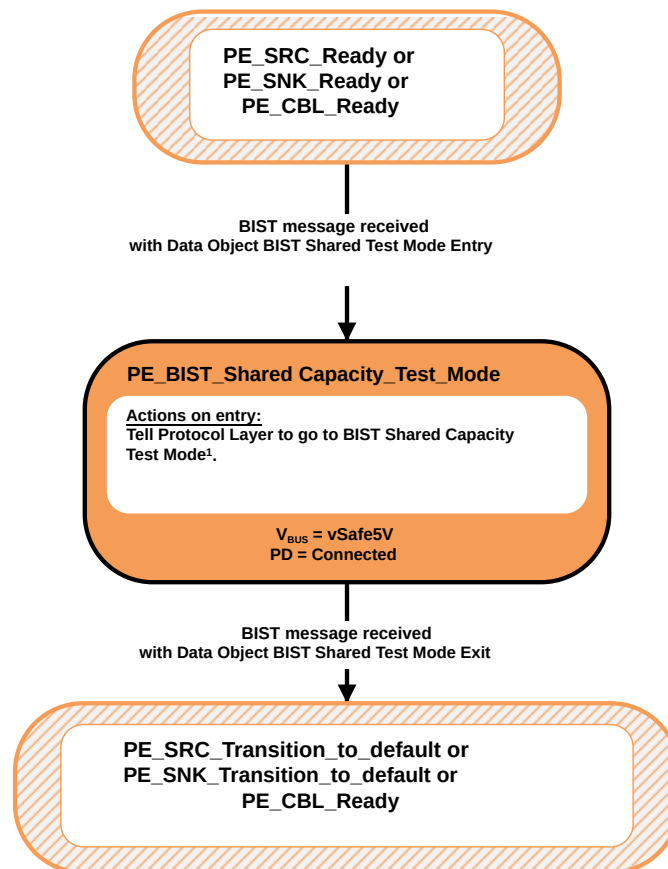 PE_SRC_Ready or
PE_SNK_Ready or
PE_CBL_Ready
BIST message received
with Data Object BIST Shared Test Mode Entry
PE_BIST_Shared Capacity_Test_Mode
Actions on entry:
Tell Protocol Layer to go to BIST Shared Capacity
Test Mode¹.
VBUS = vSafe5V
PD = Connected
BIST message received
with Data Object BIST Shared Test Mode Exit
PE_SRC_Transition_to_default or
PE_SNK_Transition_to_default or
PE_CBL_Ready